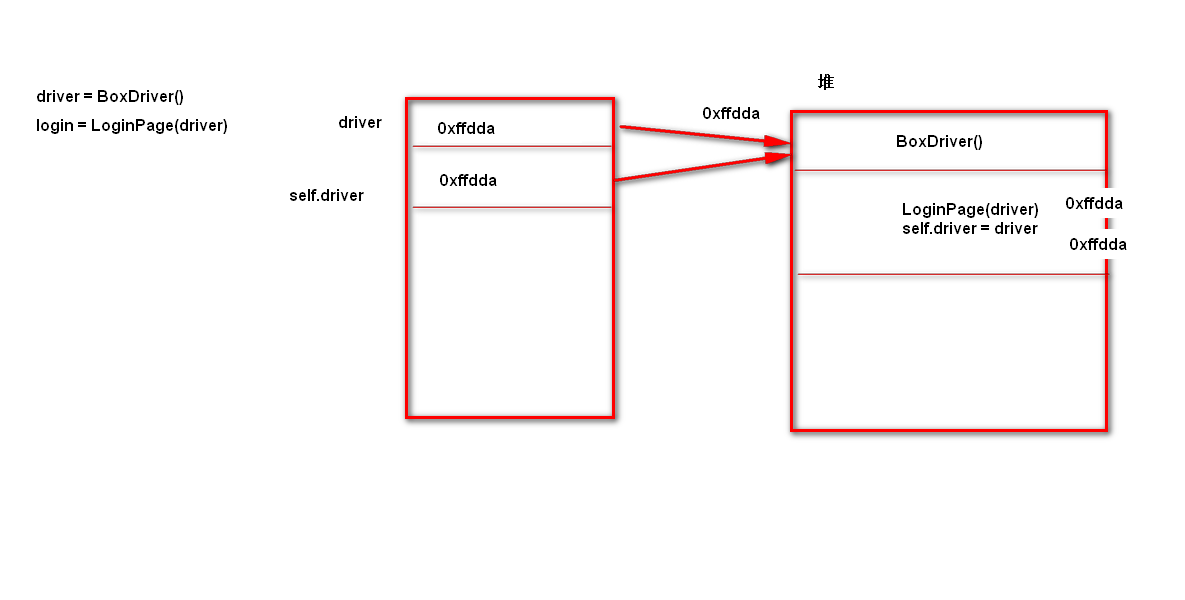 driver = BoxDriver()
login = LoginPage(driver)
driver
0xffdda
self.driver
0xffdda
0xffdda
堆
BoxDriver()
LoginPage(driver)
0xffdda
self.driver = driver
0xffdda